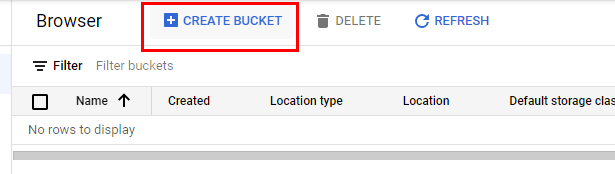 Browser CREATE BUCKET DELETE REFRESH
Filter Filter buckets
Name Created Location type Location Default storage clas
No rows to display